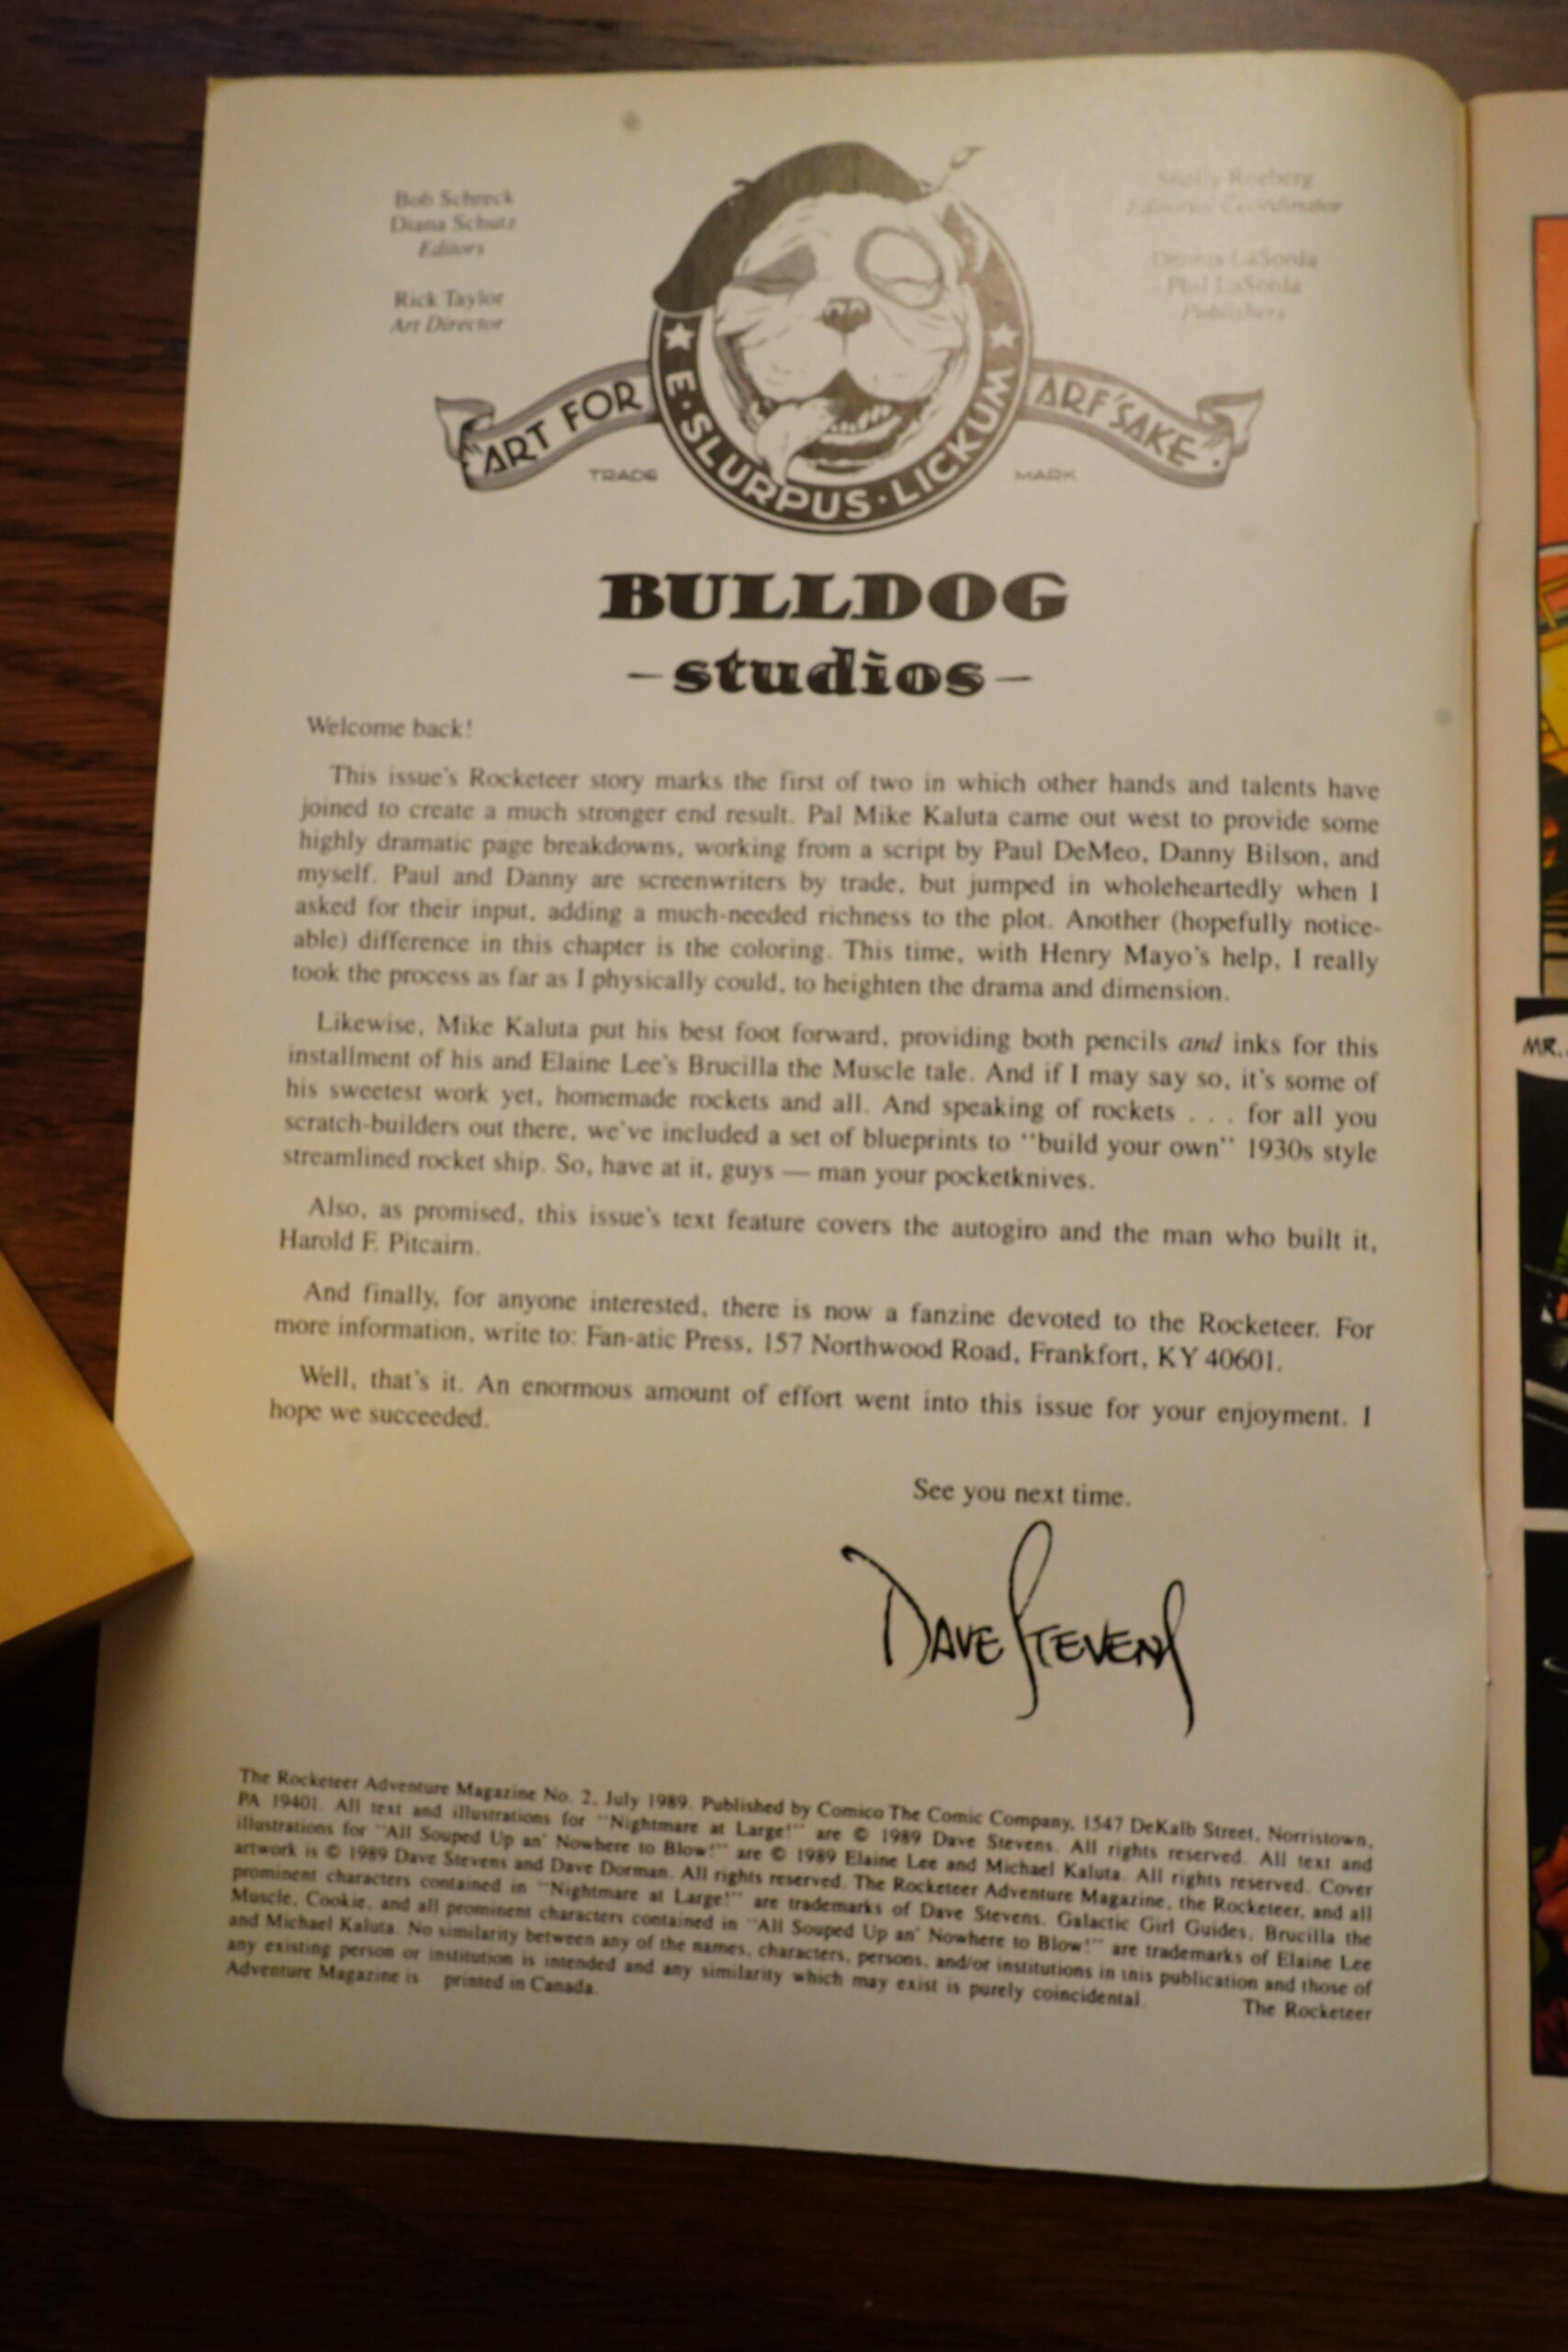 Bob Schreck
Diana Schutz
Editors
Rick Taylor
Art Director
Shelly Roeberg
Editorial Coordinator
Dennis LaSorda
Phil LaSorda
Publishers
"ART FOR
ARF'SAKE".
E·SLURPUS·LICKUM
TRADE
MARK
BULLDOG
–studios–
Welcome back!
This issue's Rocketeer story marks the first of two in which other hands and talents have
joined to create a much stronger end result. Pal Mike Kaluta came out west to provide some
highly dramatic page breakdowns, working from a script by Paul DeMeo, Danny Bilson, and
myself. Paul and Danny are screenwriters by trade, but jumped in wholeheartedly when I
asked for their input, adding a much-needed richness to the plot. Another (hopefully notice-
able) difference in this chapter is the coloring. This time, with Henry Mayo's help, I really
took the process as far as I physically could, to heighten the drama and dimension.
Likewise, Mike Kaluta put his best foot forward, providing both pencils and inks for this
installment of his and Elaine Lee's Brucilla the Muscle tale. And if I may say so, it's some of
his sweetest work yet, homemade rockets and all. And speaking of rockets . . . for all you
scratch-builders out there, we've included a set of blueprints to "build your own" 1930s style
streamlined rocket ship. So, have at it, guys — man your pocketknives.
Also, as promised, this issue's text feature covers the autogiro and the man who built it,
Harold F. Pitcairn.
And finally, for anyone interested, there is now a fanzine devoted to the Rocketeer. For
more information, write to: Fan-atic Press, 157 Northwood Road, Frankfort, KY 40601.
Well, that's it. An enormous amount of effort went into this issue for your enjoyment. I
hope we succeeded.
See you next time.
DAVE STEVENS
The Rocketeer Adventure Magazine No. 2, July 1989. Published by Comico The Comic Company, 1547 DeKalb Street, Norristown,
PA 19401. All text and illustrations for "Nightmare at Large!" are © 1989 Dave Stevens. All rights reserved. All text and
illustrations for "All Souped Up an' Nowhere to Blow!" are © 1989 Elaine Lee and Michael Kaluta. All rights reserved. Cover
artwork is © 1989 Dave Stevens and Dave Dorman. All rights reserved. The Rocketeer Adventure Magazine, the Rocketeer, and all
prominent characters contained in "Nightmare at Large!" are trademarks of Dave Stevens. Galactic Girl Guides, Brucilla the
Muscle, Cookie, and all prominent characters contained in "All Souped Up an' Nowhere to Blow!" are trademarks of Elaine Lee
and Michael Kaluta. No similarity between any of the names, characters, persons, and/or institutions in this publication and those of
any existing person or institution is intended and any similarity which may exist is purely coincidental. The Rocketeer
Adventure Magazine is printed in Canada.
MR.